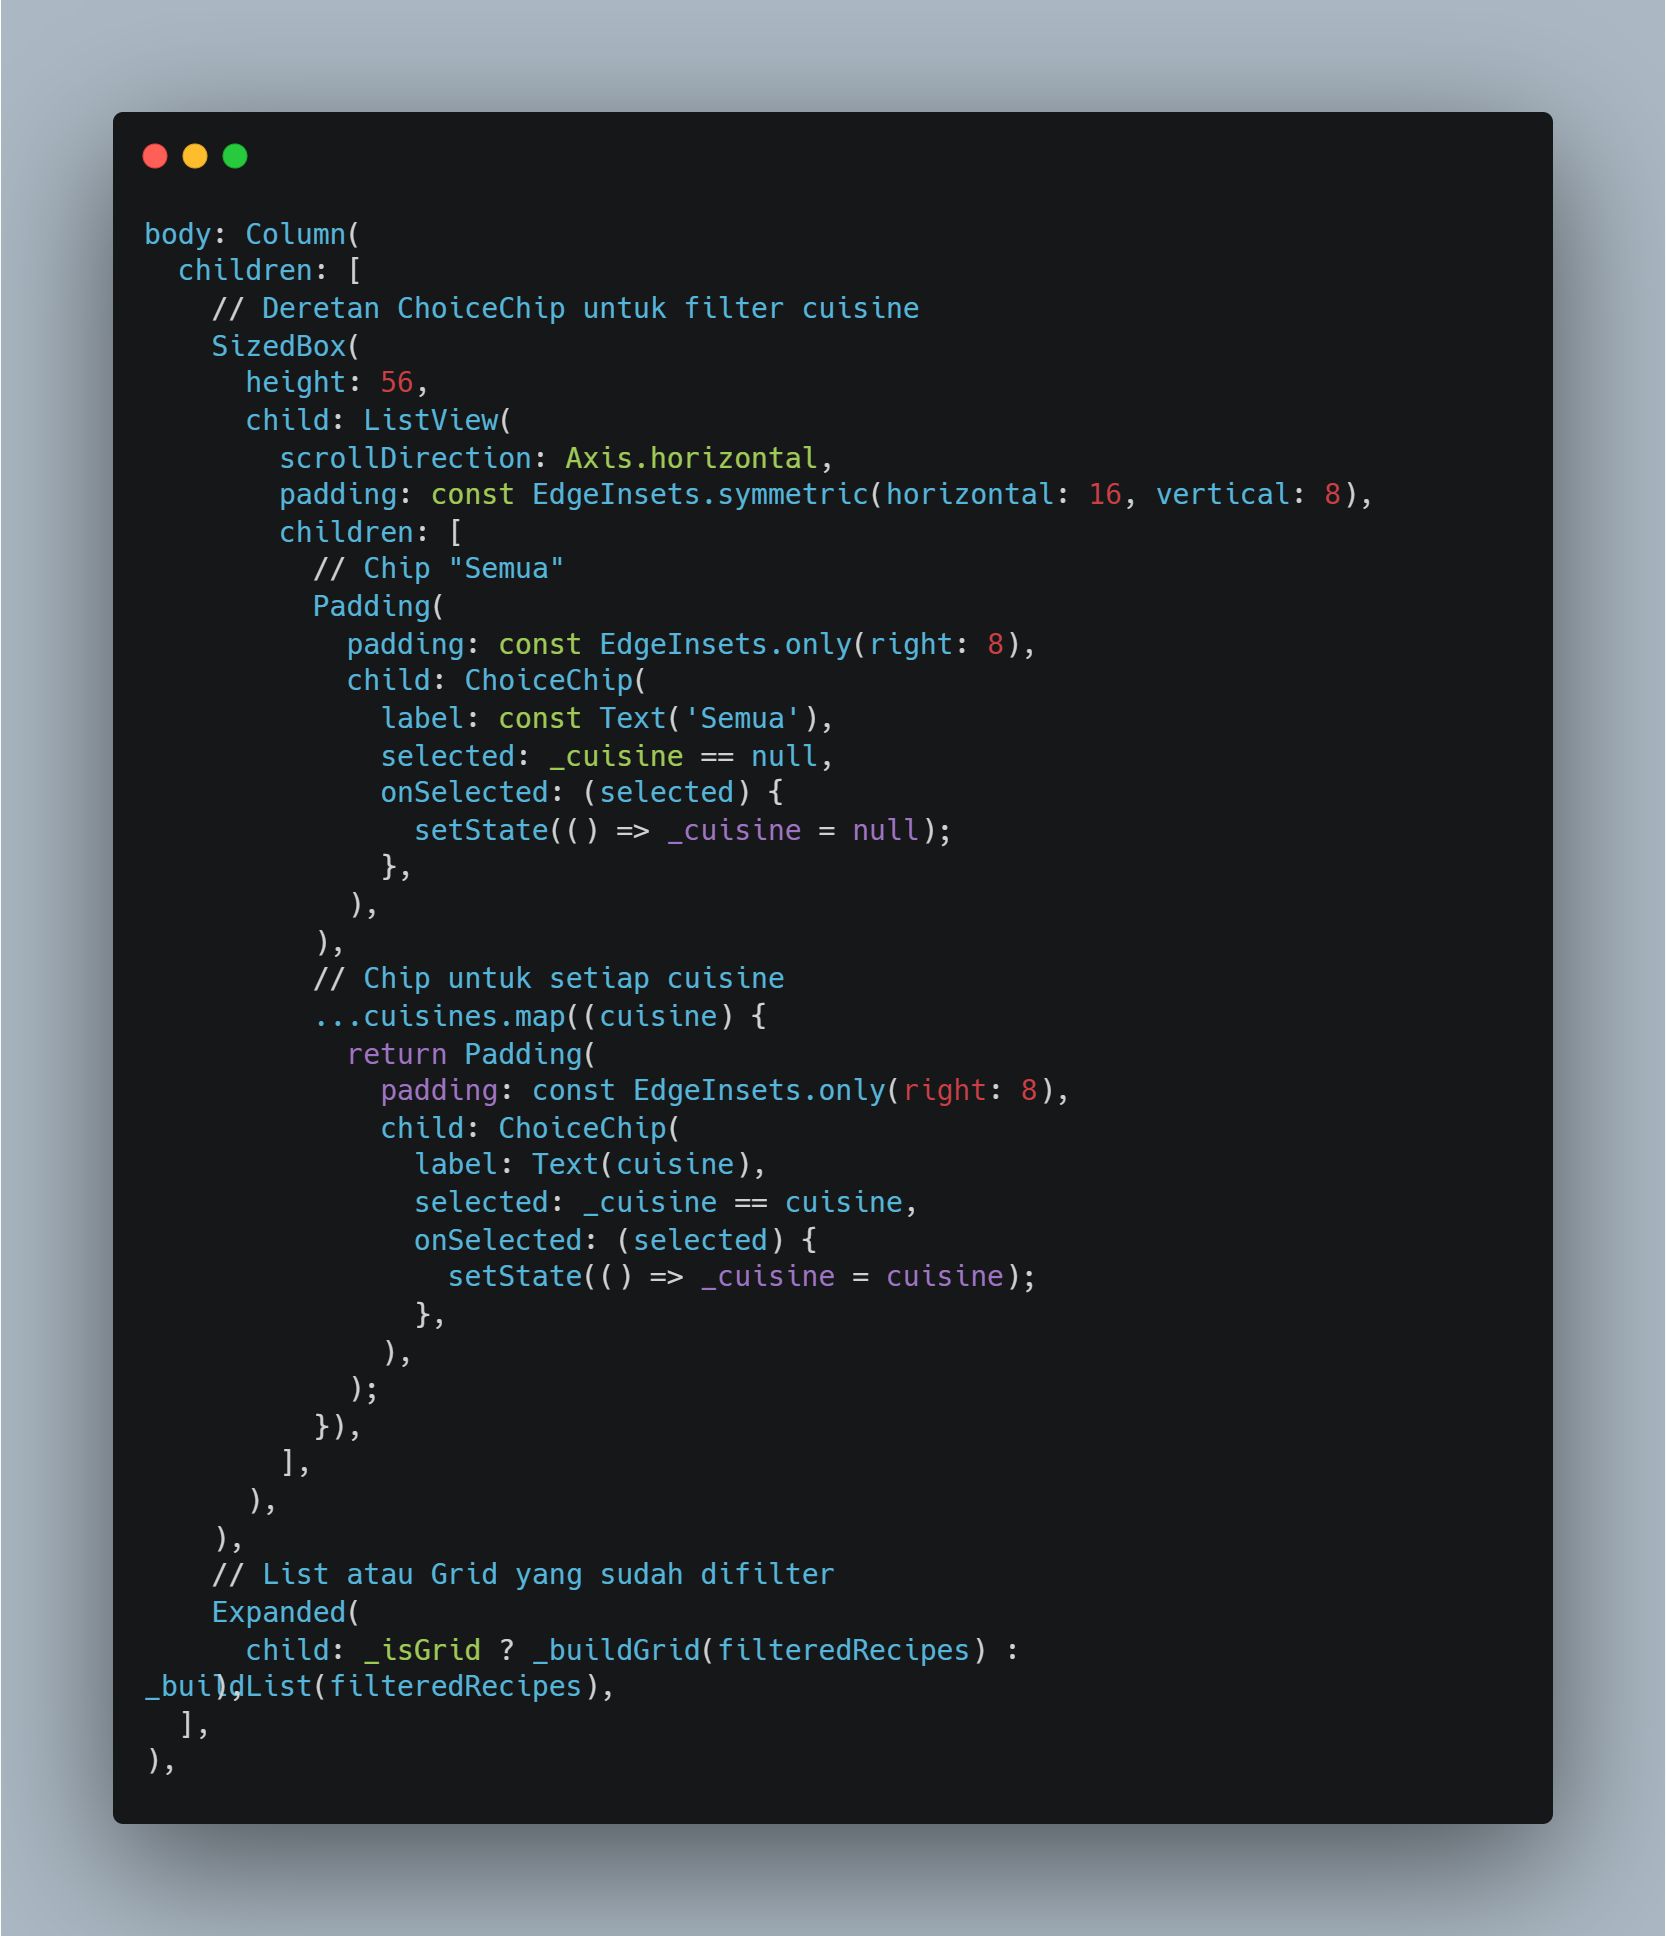 body: Column(
  children: [
    // Deretan ChoiceChip untuk filter cuisine
    SizedBox(
      height: 56,
      child: ListView(
        scrollDirection: Axis.horizontal,
        padding: const EdgeInsets.symmetric(horizontal: 16, vertical: 8),
        children: [
          // Chip "Semua"
          Padding(
            padding: const EdgeInsets.only(right: 8),
            child: ChoiceChip(
              label: const Text('Semua'),
              selected: _cuisine == null,
              onSelected: (selected) {
                setState(() => _cuisine = null);
              },
            ),
          ),
          // Chip untuk setiap cuisine
          ...cuisines.map((cuisine) {
            return Padding(
              padding: const EdgeInsets.only(right: 8),
              child: ChoiceChip(
                label: Text(cuisine),
                selected: _cuisine == cuisine,
                onSelected: (selected) {
                  setState(() => _cuisine = cuisine);
                },
              ),
            );
          }),
        ],
      ),
    ),
    // List atau Grid yang sudah difilter
    Expanded(
      child: _isGrid ? _buildGrid(filteredRecipes) :
_buildList(filteredRecipes),
    ),
  ],
),